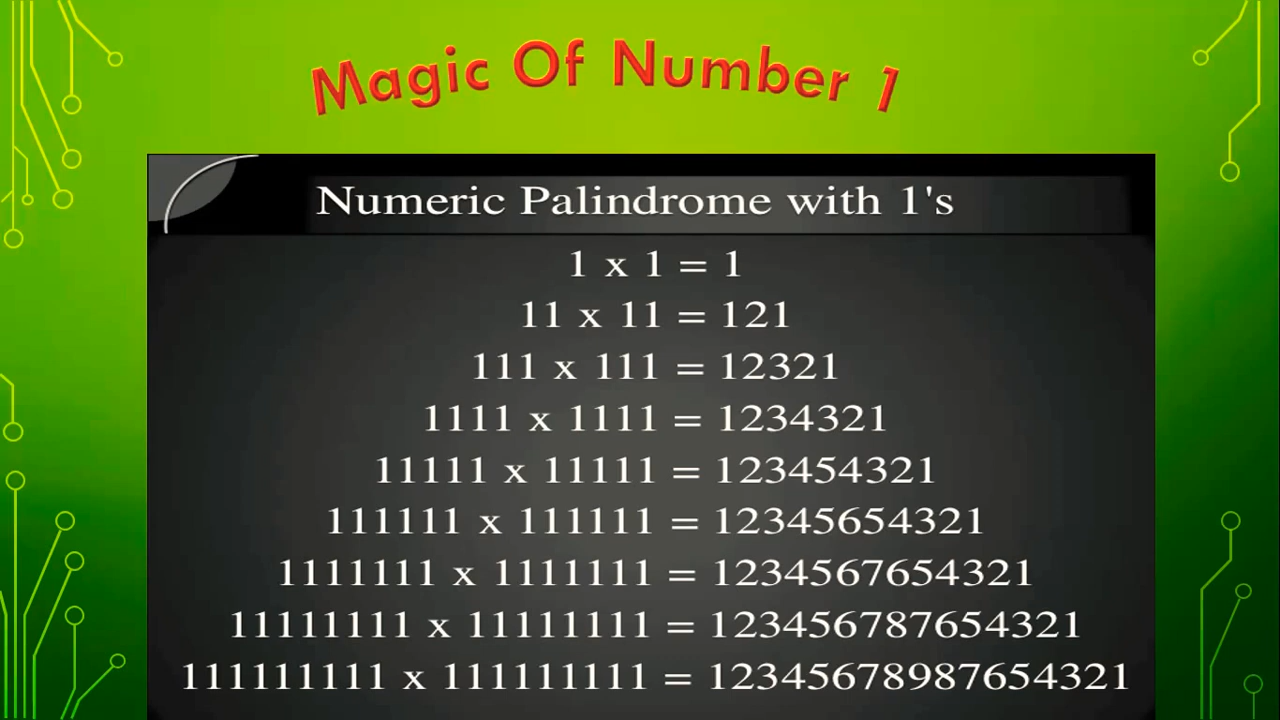 Magic Of Number 1
Numeric Palindrome with 1's
1 x 1 = 1
11 x 11 = 121
111 x 111 = 12321
1111 x 1111 = 1234321
11111 x 11111 = 123454321
111111 x 111111 = 12345654321
1111111 x 1111111 = 1234567654321
11111111 x 11111111 = 123456787654321
111111111 x 111111111 = 12345678987654321